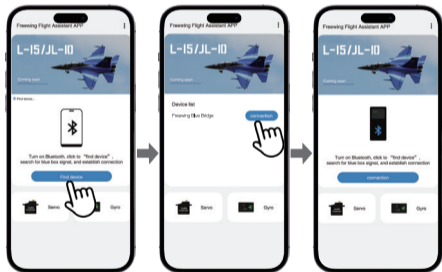 Freewing Flight Assistant APP
L-15/JL-10
Coming soon
Turn on Bluetooth, click to "find device",
search for blue box signal, and establish connection
Find device
Servo
Gyro
Freewing Flight Assistant APP
L-15/JL-10
Coming soon
Device list
Freewing Blue Bridge
connection
Servo
Gyro
Freewing Flight Assistant APP
L-15/JL-10
Coming soon
Turn on Bluetooth, click to "find device",
search for blue box signal, and establish connection
connection
Servo
Gyro